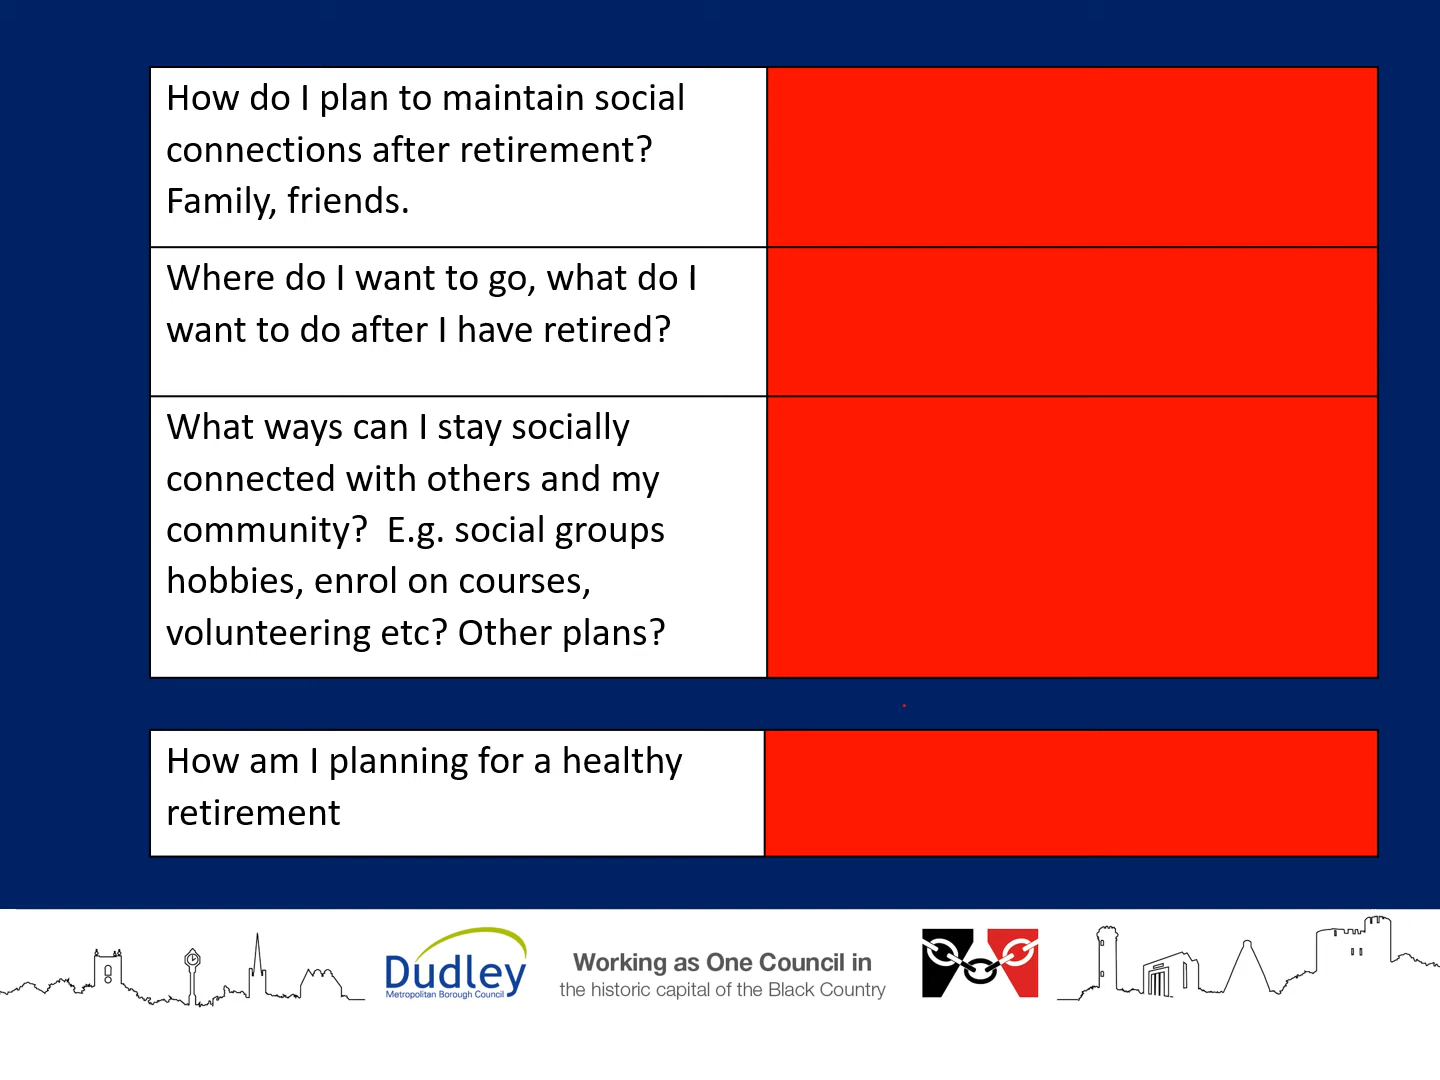 How do I plan to maintain social
connections after retirement?
Family, friends.
Where do I want to go, what do I
want to do after I have retired?
What ways can I stay socially
connected with others and my
community?  E.g. social groups
hobbies, enrol on courses,
volunteering etc? Other plans?
How am I planning for a healthy
retirement
Dudley
Metropolitan Borough Council
Working as One Council in
the historic capital of the Black Country